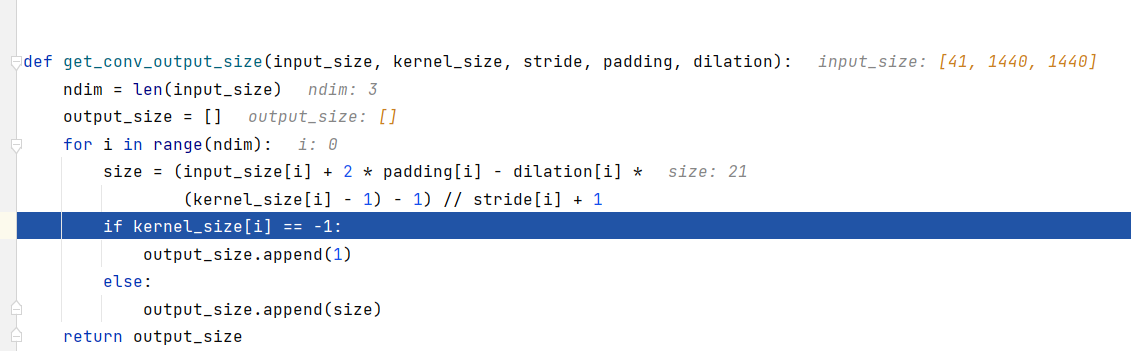 def get_conv_output_size(input_size, kernel_size, stride, padding, dilation):   input_size: [41, 1440, 1440]
    ndim = len(input_size)   ndim: 3
    output_size = []   output_size: []
    for i in range(ndim):   i: 0
        size = (input_size[i] + 2 * padding[i] - dilation[i] *   size: 21
                (kernel_size[i] - 1) - 1) // stride[i] + 1
        if kernel_size[i] == -1:
            output_size.append(1)
        else:
            output_size.append(size)
    return output_size